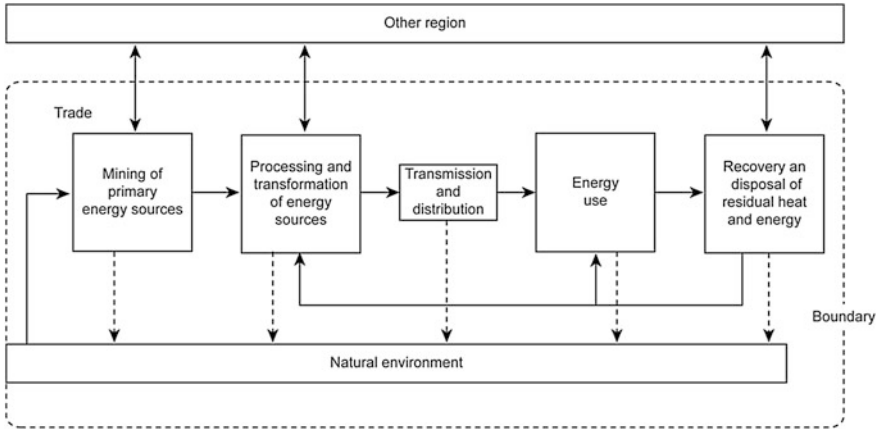 Other region
Trade
Mining of
primary
energy sources
Processing and
transformation
of energy
sources
Transmission
and
distribution
Energy
use
Recovery an
disposal of
residual heat
and energy
Boundary
Natural environment